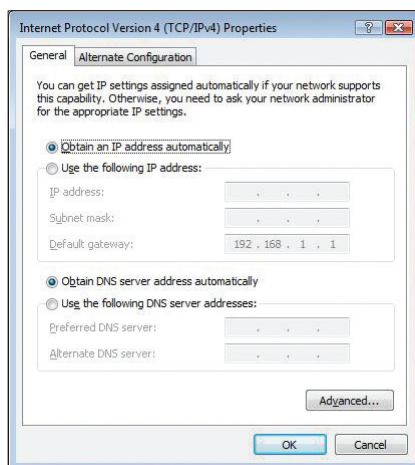 Internet Protocol Version 4 (TCP/IPv4) Properties
General Alternate Configuration
You can get IP settings assigned automatically if your network supports
this capability. Otherwise, you need to ask your network administrator
for the appropriate IP settings.
Obtain an IP address automatically
Use the following IP address:
IP address: . . .
Subnet mask: . . .
Default gateway: 192 . 168 . 1 . 1
Obtain DNS server address automatically
Use the following DNS server addresses:
Preferred DNS server: . . .
Alternate DNS server: . . .
Advanced...
OK Cancel